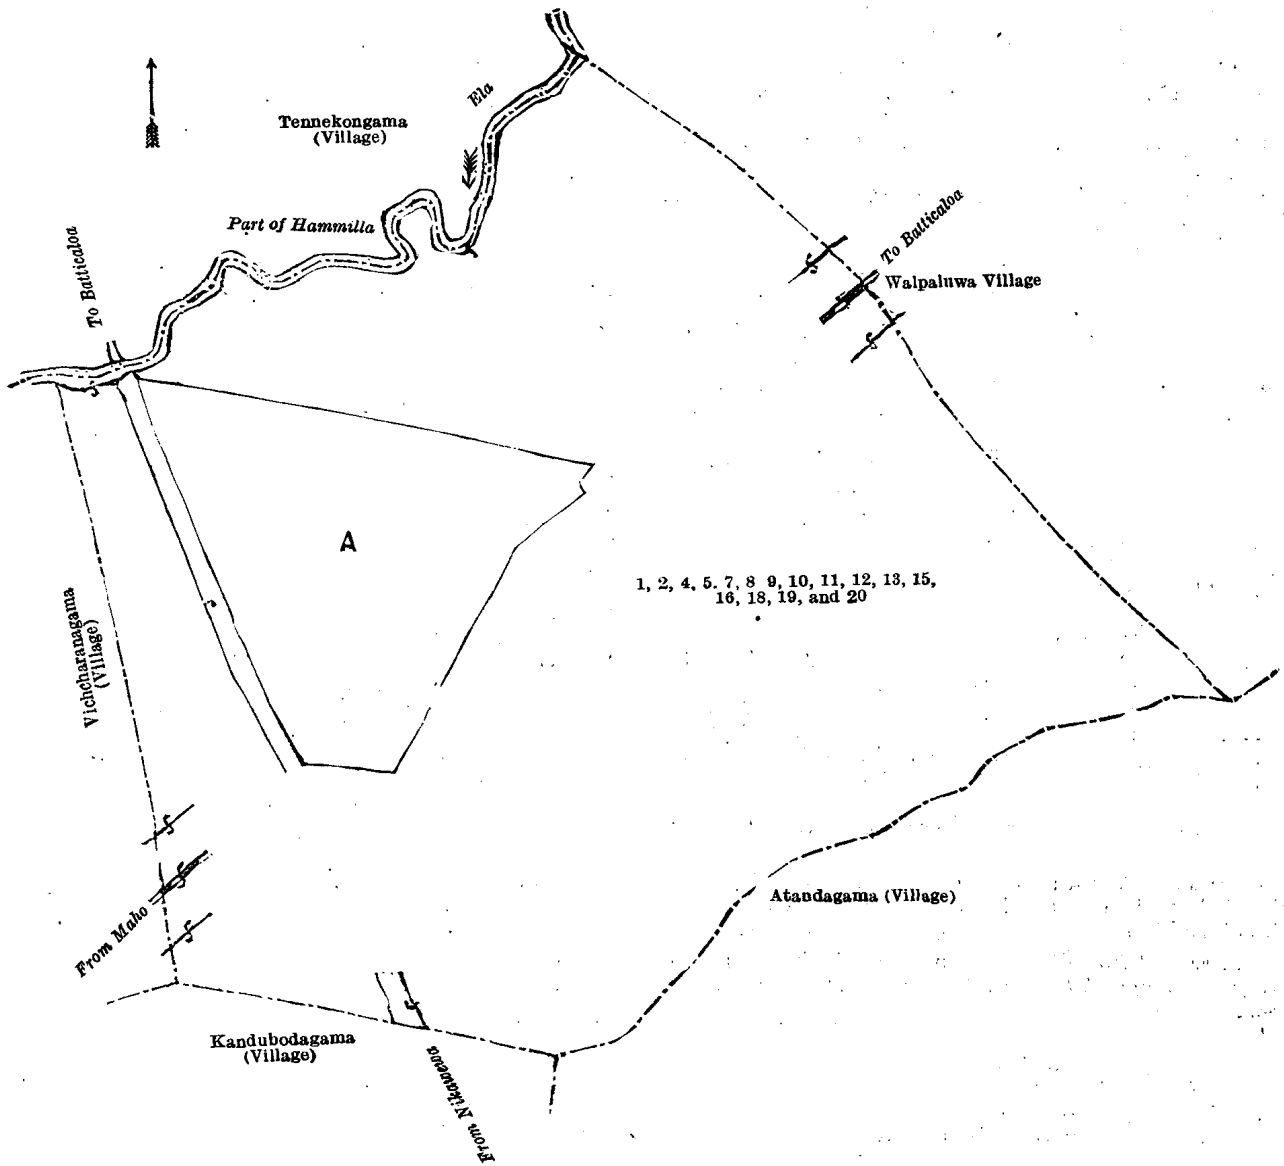 Ela
Tennekongama
(Village)
Part of Hammilla
To Batticaloa
To Batticaloa
Walpaluwa Village
A
1, 2, 4, 5. 7, 8 9, 10, 11, 12, 13, 15,
16, 18, 19, and 20
Vichcharanagama
(Village)
Atandagama (Village)
From Maho
Kandubodagama
(Village)
From Nikawewa